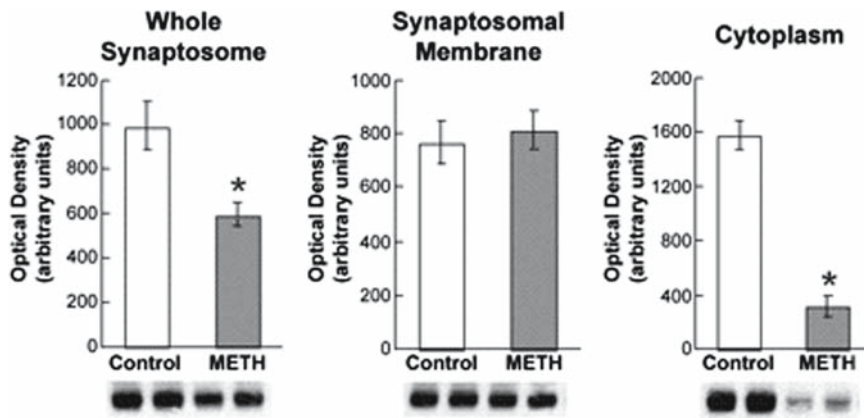 Whole
Synaptosome
Optical Density
(arbitrary units)
1200
1000
800
600
400
200
0
*
Control METH
Synaptosomal
Membrane
Optical Density
(arbitrary units)
1000
800
600
400
200
0
Control METH
Cytoplasm
Optical Density
(arbitrary units)
2000
1600
1200
800
400
0
*
Control METH